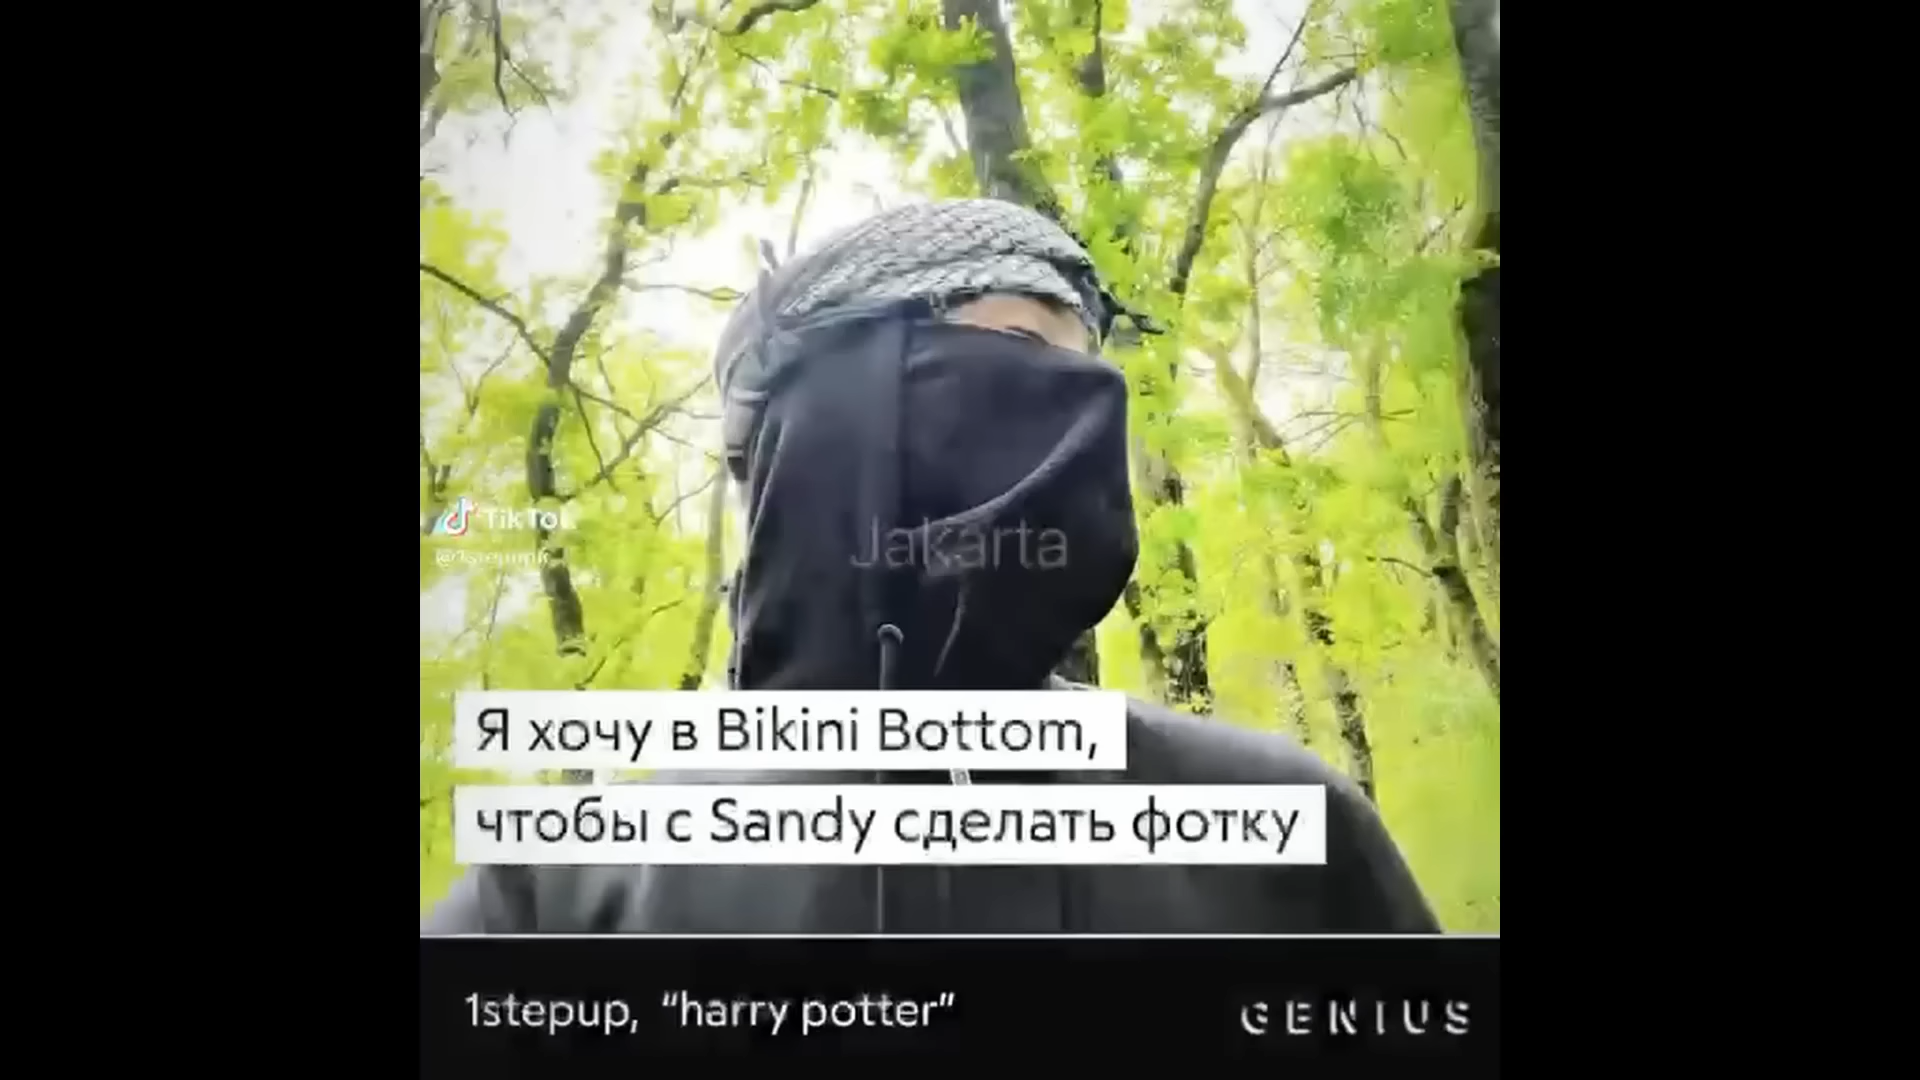 TikTok
Jakarta
Я хочу в Bikini Bottom,
чтобы с Sandy сделать фотку
1stepup, “harry potter”
GENIUS